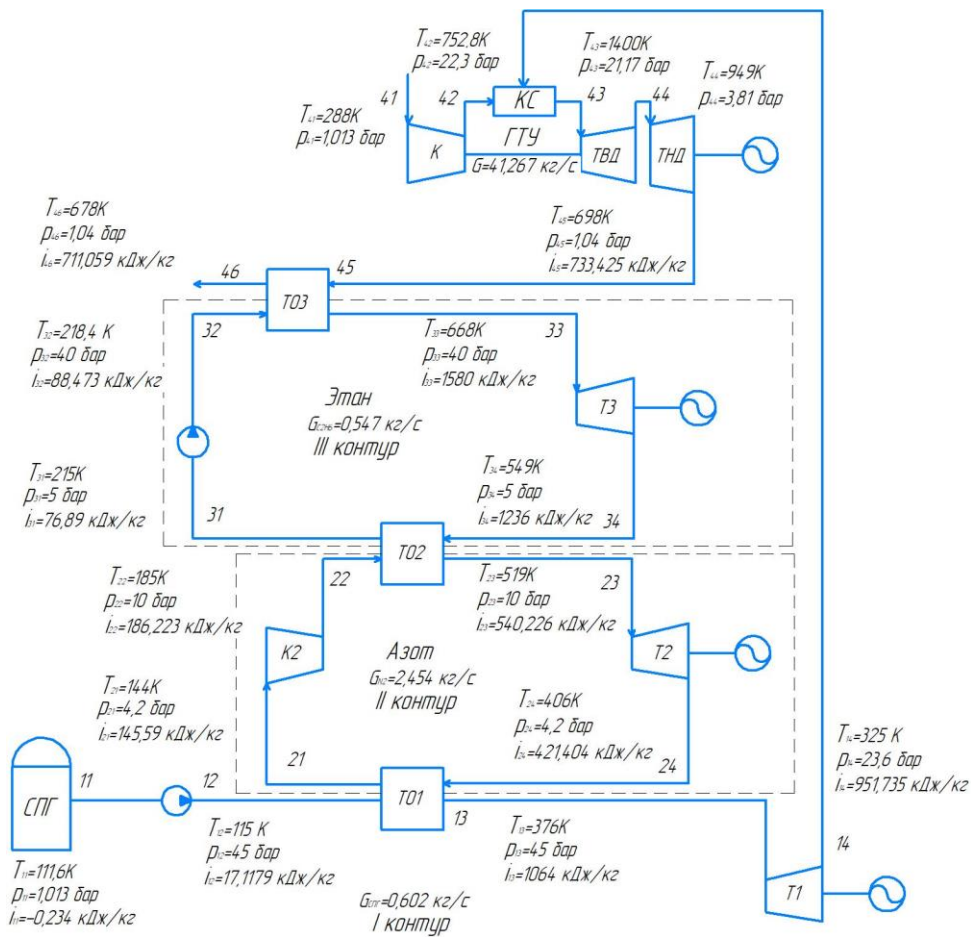 T₄₂=752,8K
p₄₂=22,3 бар
T₄₃=1400K
p₄₃=21,17 бар
T₄₄=949K
p₄₄=3,81 бар
41
42
КС
43
44
T₄₁=288K
p₄₁=1,013 бар
К
ГТУ
G=41,267 кг/с
ТВД
ТНД
T₄₆=678K
p₄₆=1,04 бар
i₄₆=711,059 кДж/кг
T₄₅=698K
p₄₅=1,04 бар
i₄₅=733,425 кДж/кг
46
ТО3
45
32
33
T₃₂=218,4 K
p₃₂=40 бар
i₃₂=88,473 кДж/кг
T₃₃=668K
p₃₃=40 бар
i₃₃=1580 кДж/кг
Т3
Этан
G_C2H6=0,547 кг/с
III контур
T₃₁=215K
p₃₁=5 бар
i₃₁=76,89 кДж/кг
31
T₃₄=549K
p₃₄=5 бар
i₃₄=1236 кДж/кг
34
ТО2
22
23
T₂₂=185K
p₂₂=10 бар
i₂₂=186,223 кДж/кг
T₂₃=519K
p₂₃=10 бар
i₂₃=540,226 кДж/кг
К2
Т2
Азот
G_N2=2,454 кг/с
II контур
T₂₁=144K
p₂₁=4,2 бар
i₂₁=145,59 кДж/кг
T₂₄=406K
p₂₄=4,2 бар
i₂₄=421,404 кДж/кг
21
24
T₁₄=325 K
p₁₄=23,6 бар
i₁₄=951,735 кДж/кг
СПГ
11
12
ТО1
13
14
T₁₂=115 K
p₁₂=45 бар
i₁₂=17,1179 кДж/кг
T₁₃=376K
p₁₃=45 бар
i₁₃=1064 кДж/кг
T₁₁=111,6K
p₁₁=1,013 бар
i₁₁=-0,234 кДж/кг
G_СПГ=0,602 кг/с
I контур
Т1